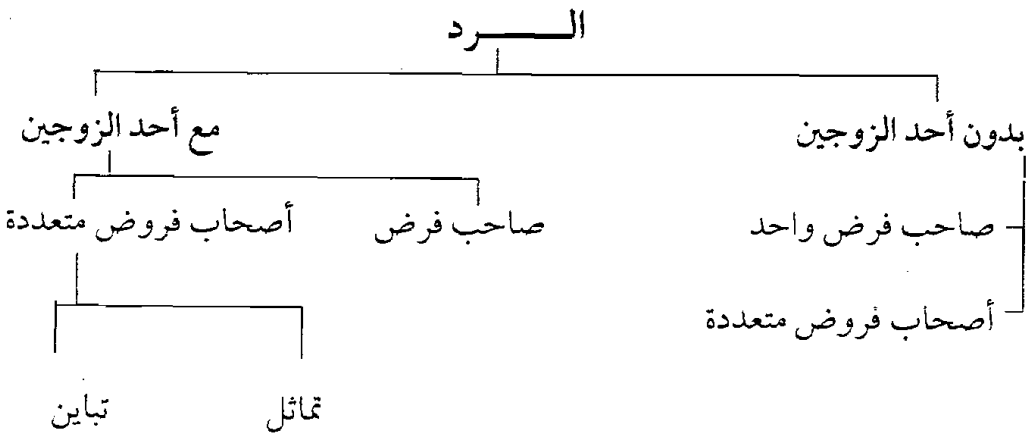 الـــــرد
بدون أحد الزوجين
مع أحد الزوجين
صاحب فرض واحد
صاحب فرض
أصحاب فروض متعددة
أصحاب فروض متعددة
تماثل
تباين